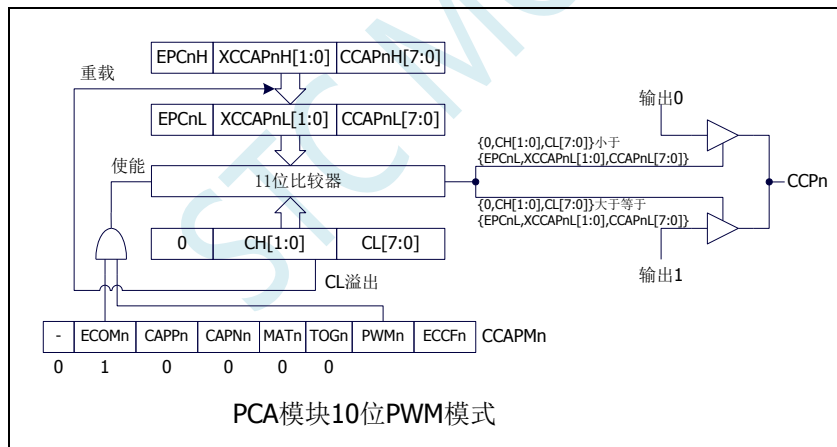 EPCnH XCCAPnH[1:0] CCAPnH[7:0]
重载
EPCnL XCCAPnL[1:0] CCAPnL[7:0]
输出0
使能
11位比较器
{0,CH[1:0],CL[7:0]}小于
{EPCnL,XCCAPnL[1:0],CCAPnL[7:0]}
CCPn
{0,CH[1:0],CL[7:0]}大于等于
{EPCnL,XCCAPnL[1:0],CCAPnL[7:0]}
0 CH[1:0] CL[7:0]
CL溢出
输出1
- ECOMn CAPPn CAPNn MATn TOGn PWMn ECCFn CCAPMn
0 1 0 0 0 0
PCA模块10位PWM模式
STC MC